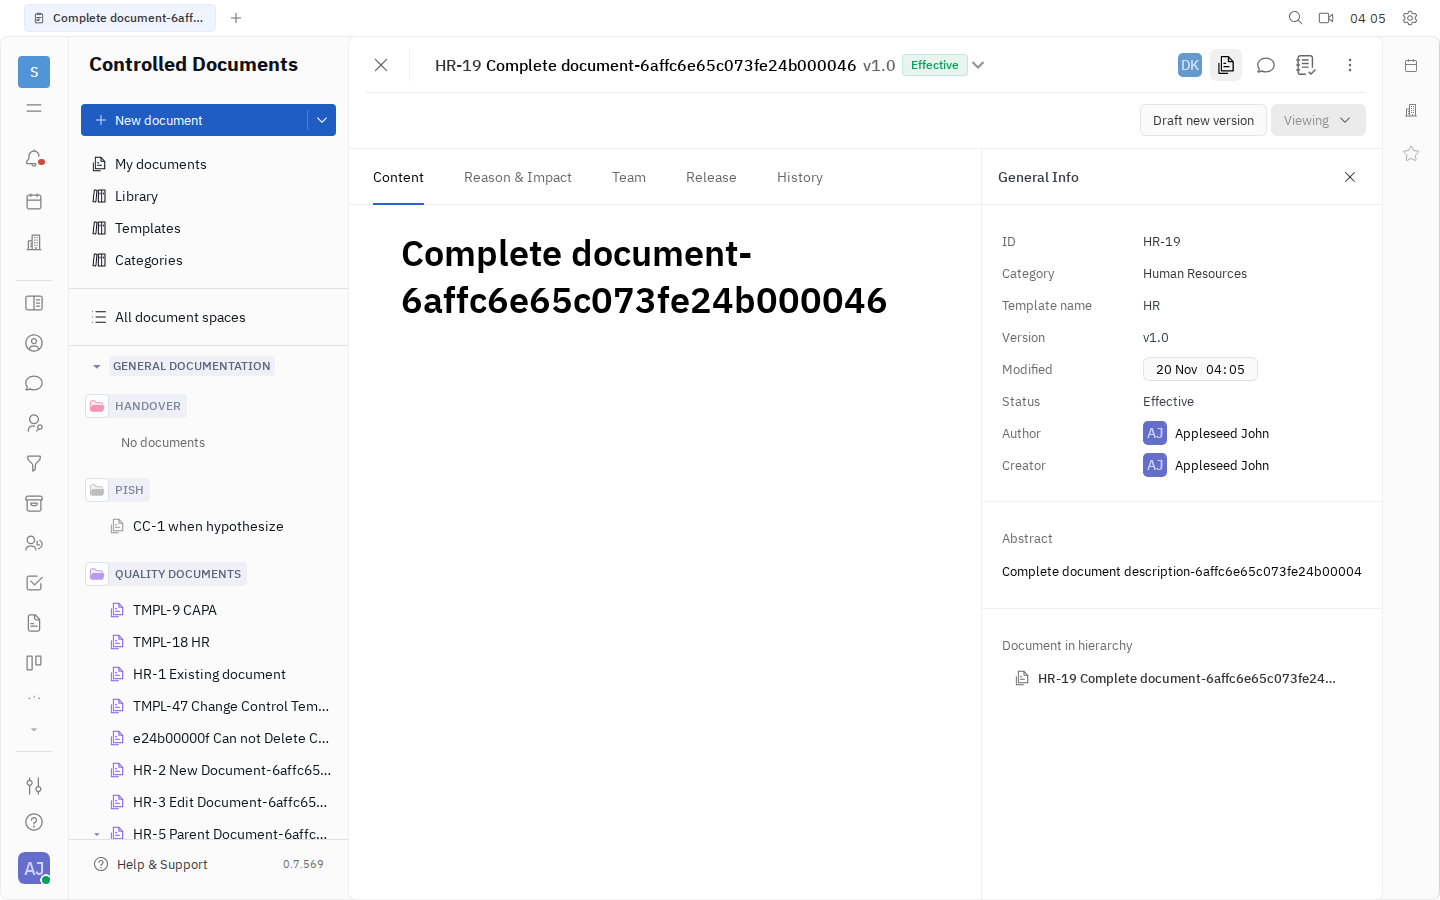 Complete document-6aff...
04 05
S
Controlled Documents
New document
My documents
Library
Templates
Categories
All document spaces
GENERAL DOCUMENTATION
HANDOVER
No documents
PISH
CC-1 when hypothesize
QUALITY DOCUMENTS
TMPL-9 CAPA
TMPL-18 HR
HR-1 Existing document
TMPL-47 Change Control Tem...
e24b00000f Can not Delete C...
HR-2 New Document-6affc65...
HR-3 Edit Document-6affc65...
HR-5 Parent Document-6affc...
Help & Support
0.7.569
AJ
HR-19 Complete document-6affc6e65c073fe24b000046 v1.0 Effective
DK
Draft new version
Viewing
Content
Reason & Impact
Team
Release
History
Complete document-
6affc6e65c073fe24b000046
General Info
ID HR-19
Category Human Resources
Template name HR
Version v1.0
Modified 20 Nov 04:05
Status Effective
Author AJ Appleseed John
Creator AJ Appleseed John
Abstract
Complete document description-6affc6e65c073fe24b00004
Document in hierarchy
HR-19 Complete document-6affc6e65c073fe24...